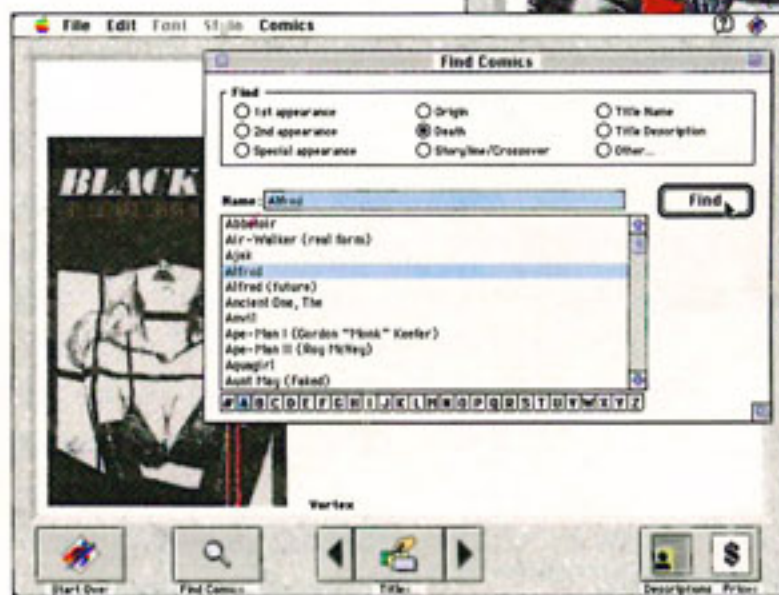 File Edit Font Style Comics
Find Comics
Find
1st appearance
Origin
Title Name
2nd appearance
Death
Title Description
Special appearance
Storyline/Crossover
Other...
Name: Alfred
Find
Abbatoir
Air-Walker (real form)
Ajak
Alfred
Alfred (future)
Ancient One, The
Anvil
Ape-Man I (Gordon "Monk" Keefer)
Ape-Man II (Roy McVey)
Aquagirl
Aunt May (Faked)
# A B C D E F G H I J K L M N O P Q R S T U V W X Y Z
BLACK
Vortex
Start Over
Find Comics
Titles
$
Descriptions Prices